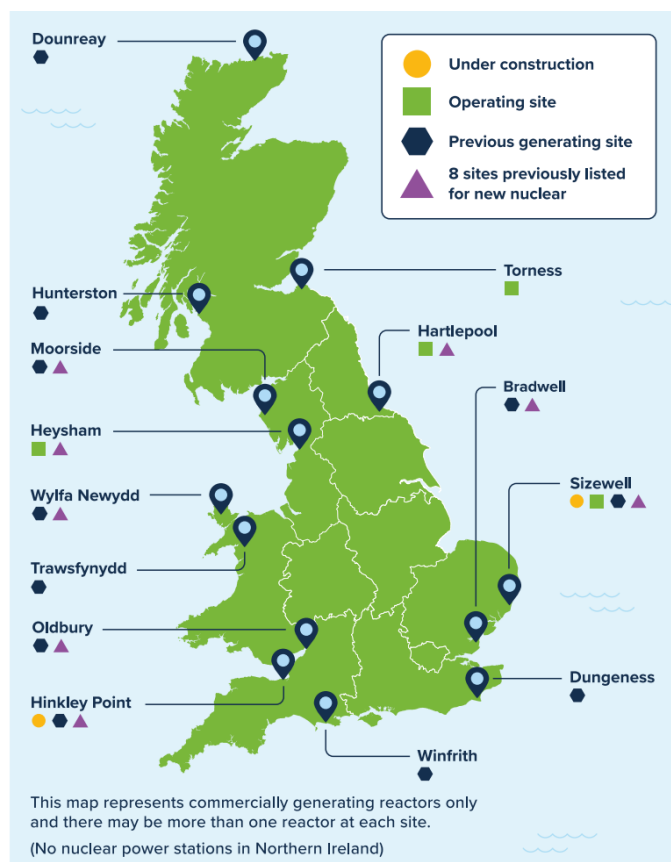 Dounreay
Under construction
Operating site
Previous generating site
8 sites previously listed
for new nuclear
Hunterston
Torness
Moorside
Hartlepool
Bradwell
Heysham
Sizewell
Wylfa Newydd
Trawsfynydd
Oldbury
Dungeness
Hinkley Point
Winfrith
This map represents commercially generating reactors only
and there may be more than one reactor at each site.
(No nuclear power stations in Northern Ireland)